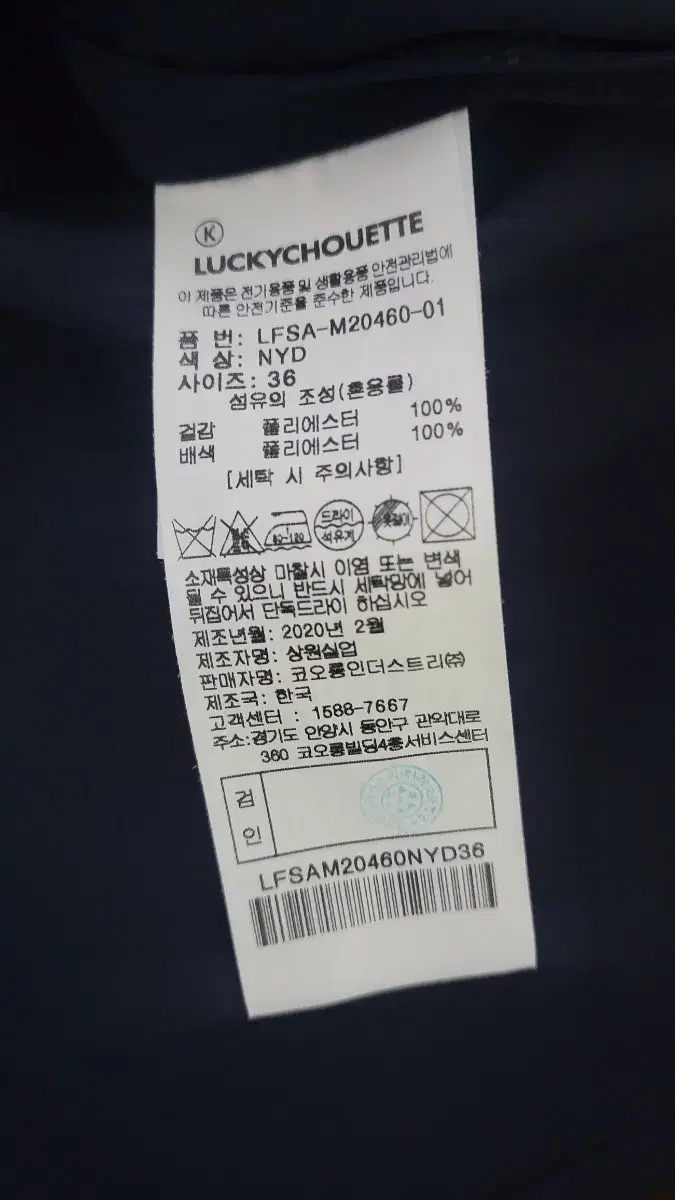 K
LUCKYCHOUETTE
이 제품은 전기용품 및 생활용품 안전관리법에
따른 안전기준을 준수한 제품입니다.
품 번: LFSA-M20460-01
색 상: NYD
사이즈: 36
섬유의 조성(혼용률)
겉감 폴리에스터 100%
배색 폴리에스터 100%
[세탁 시 주의사항]
80~120 드라이 옷걸이
석유계
소재특성상 마찰시 이염 또는 변색
될 수 있으니 반드시 세탁망에 넣어
뒤집어서 단독드라이 하십시오
제조년월: 2020년 2월
제조자명: 상원실업
판매자명: 코오롱인더스트리㈜
제조국: 한국
고객센터 : 1588-7667
주소:경기도 안양시 동안구 관악대로
360 코오롱빌딩4층서비스센터
검
인
LFSAM20460NYD36